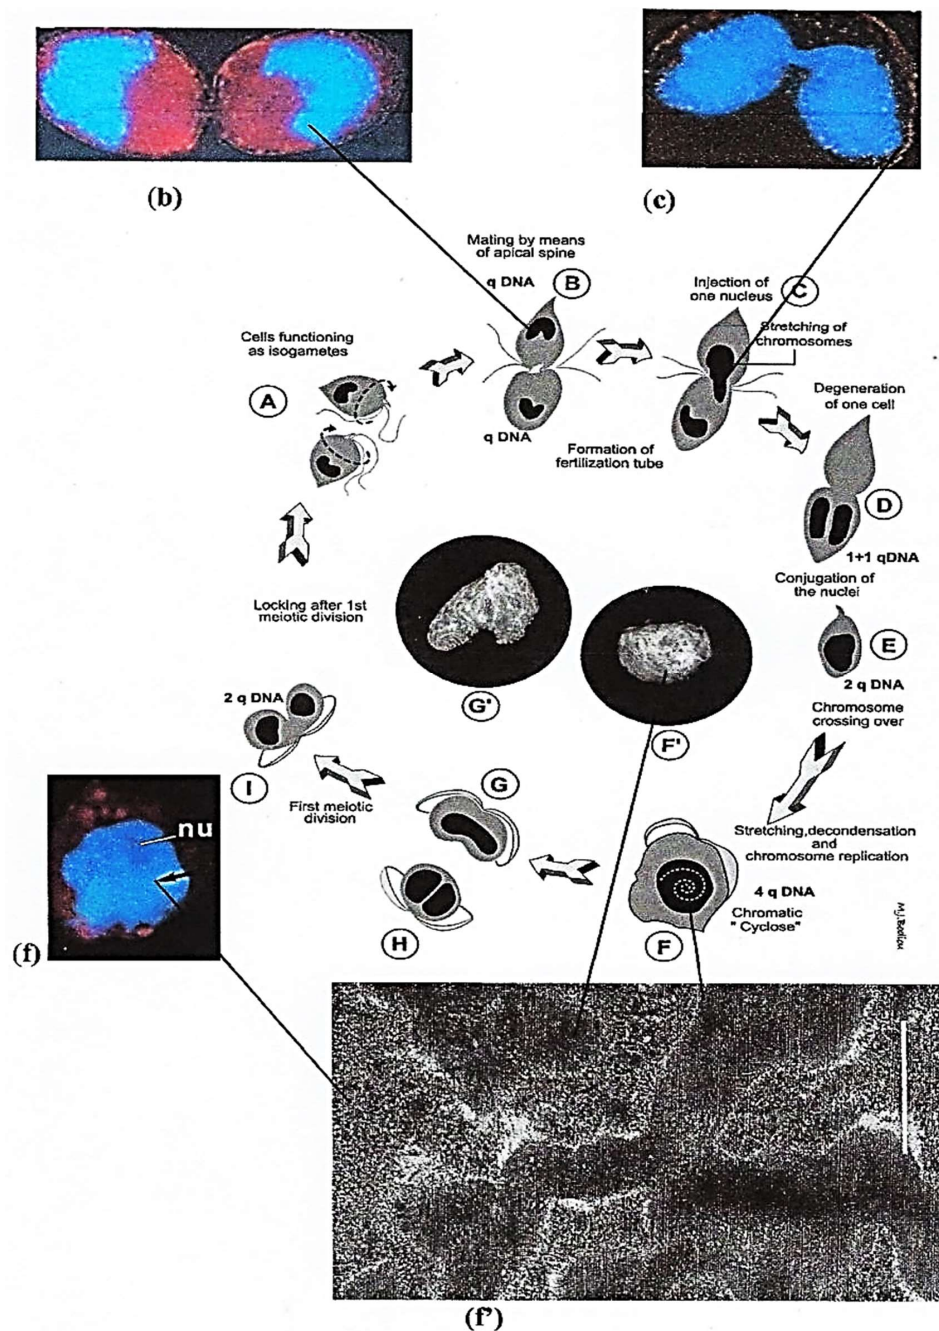 (b)
(c)
Mating by means
of apical spine
q DNA
B
Injection of
one nucleus
C
Stretching of
chromosomes
Cells functioning
as isogametes
A
Degeneration
of one cell
q DNA
Formation of
fertilization tube
D
1+1 qDNA
Conjugation of
the nuclei
Locking after 1st
meiotic division
E
2 q DNA
2 q DNA
G'
Chromosome
crossing over
F'
I
G
First meiotic
division
nu
Stretching,decondensation
and
chromosome replication
4 q DNA
Chromatic
"Cyclose"
H
F
(f)
(f')